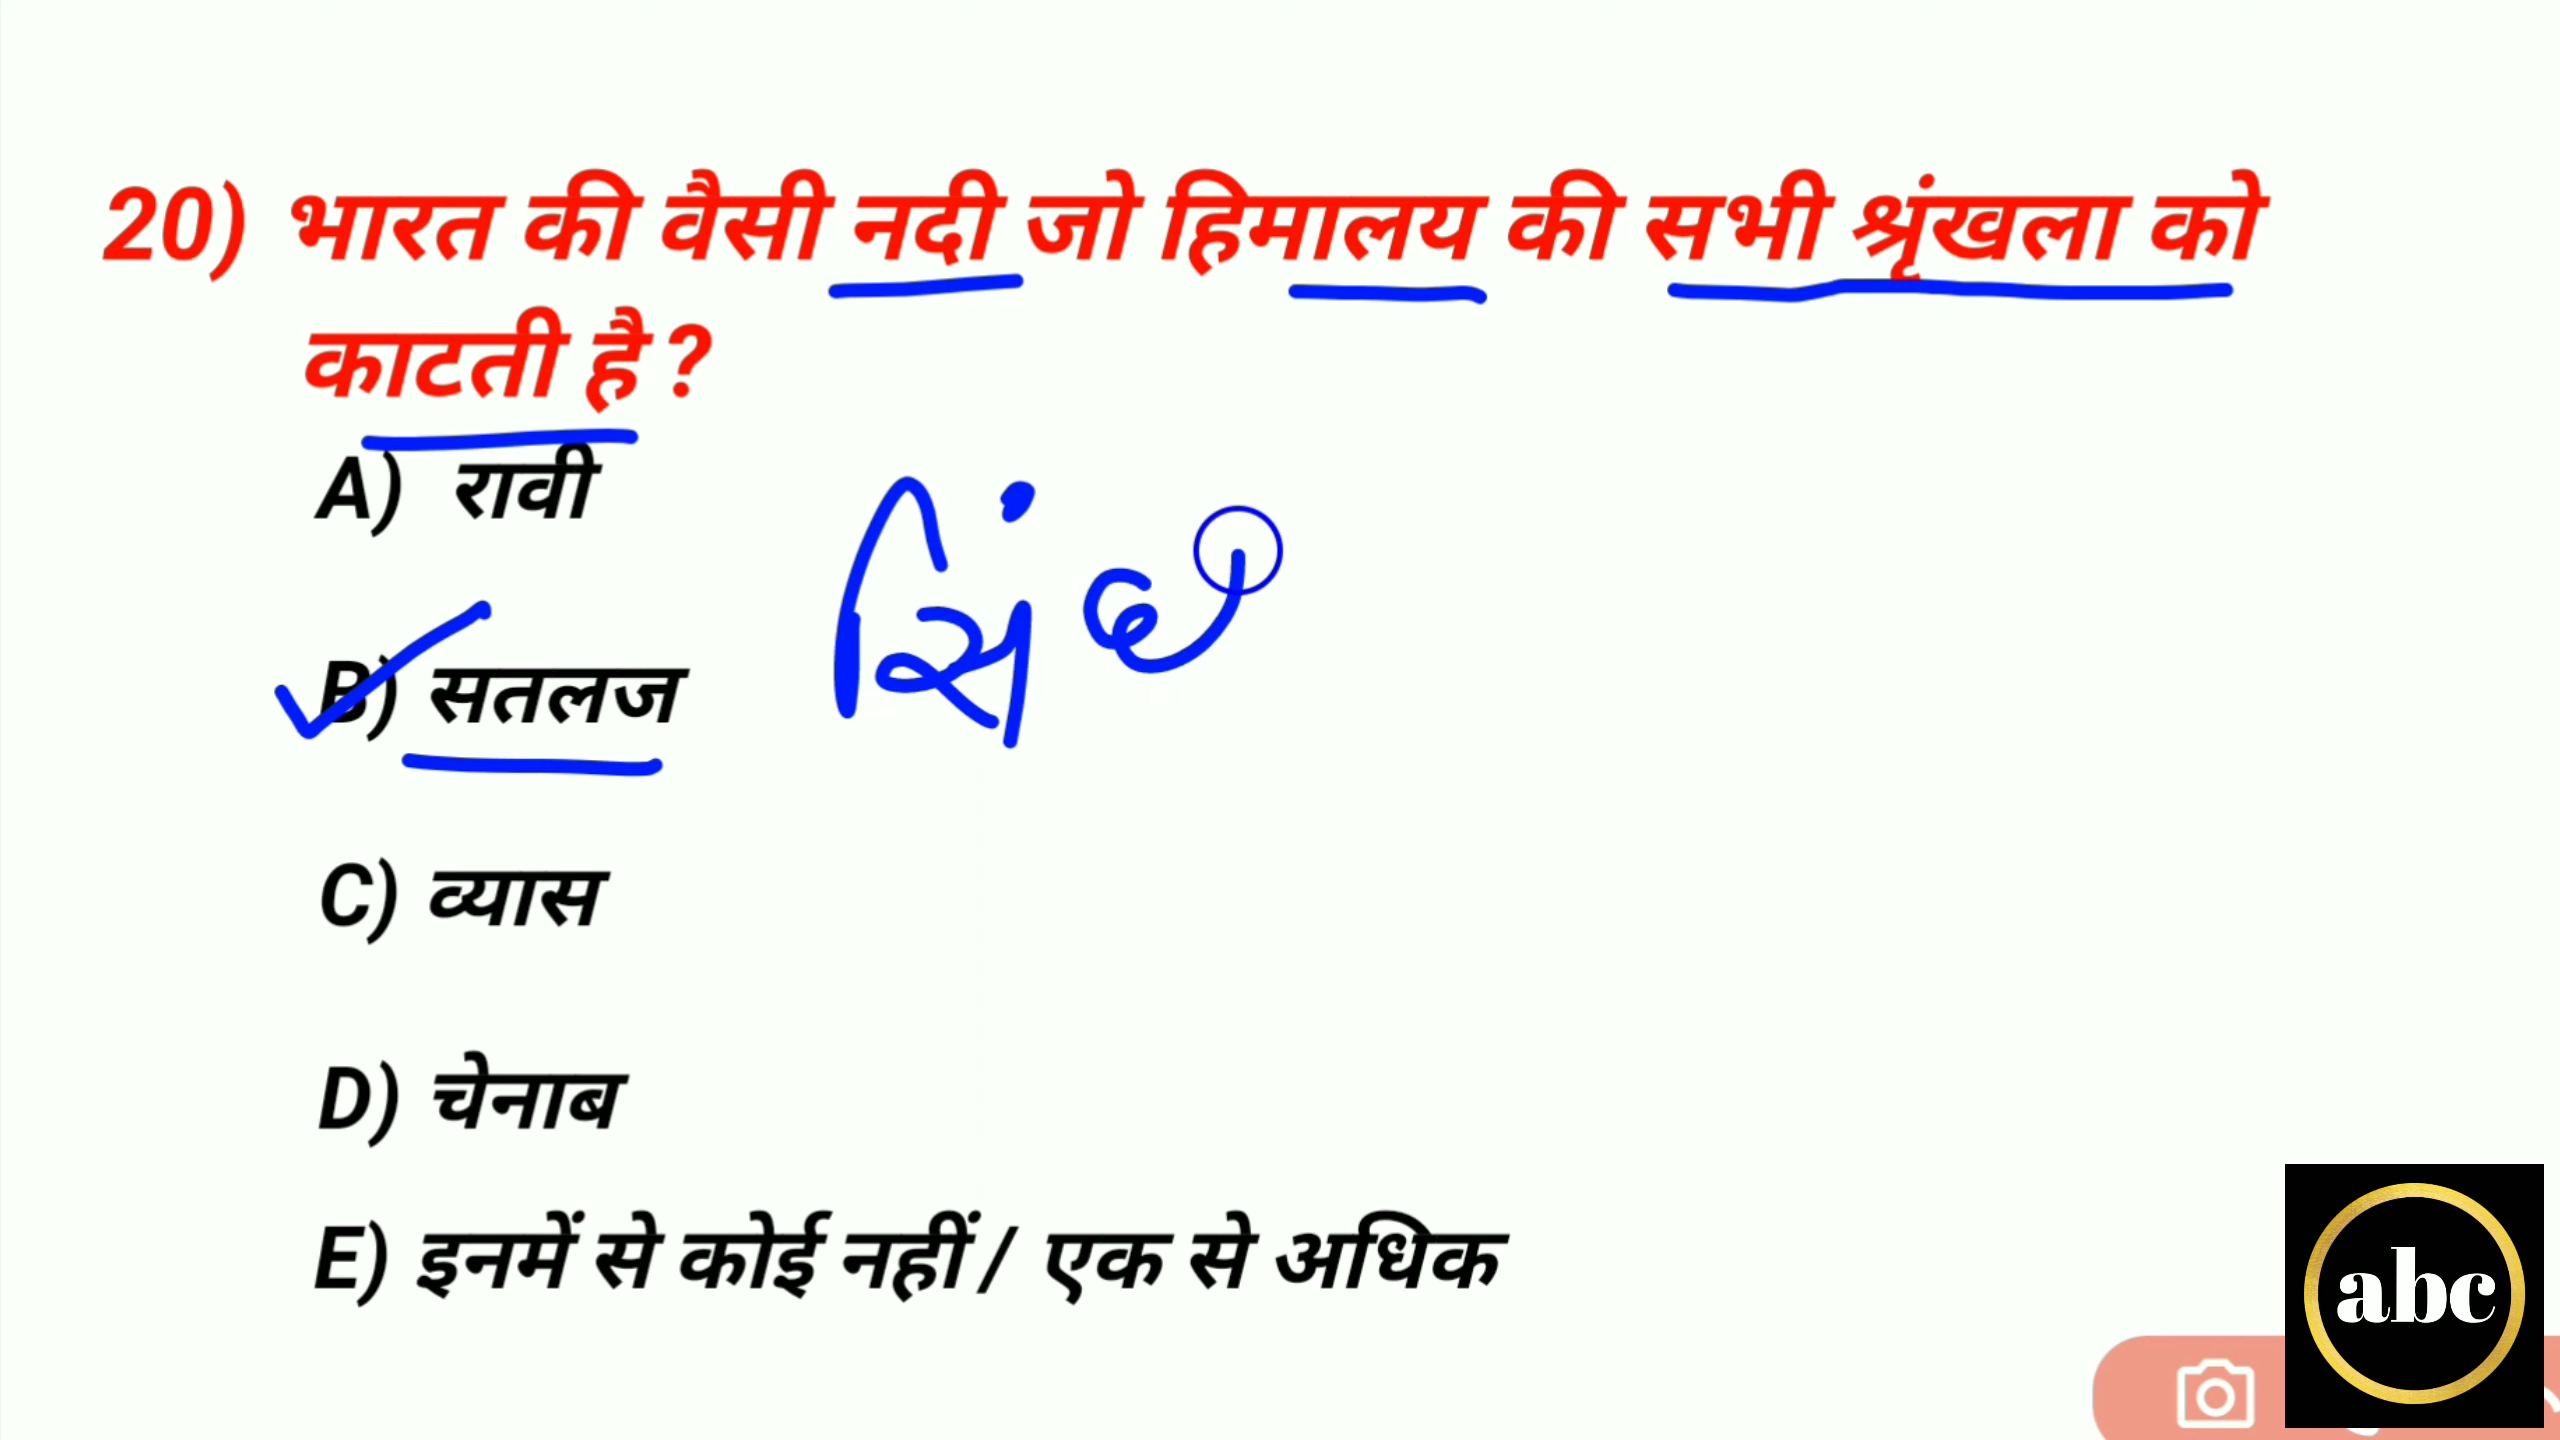 20) भारत की वैसी नदी जो हिमालय की सभी श्रृंखला को
काटती है ?
A) रावी
B) सतलज
C) व्यास
D) चेनाब
E) इनमें से कोई नहीं / एक से अधिक
abc